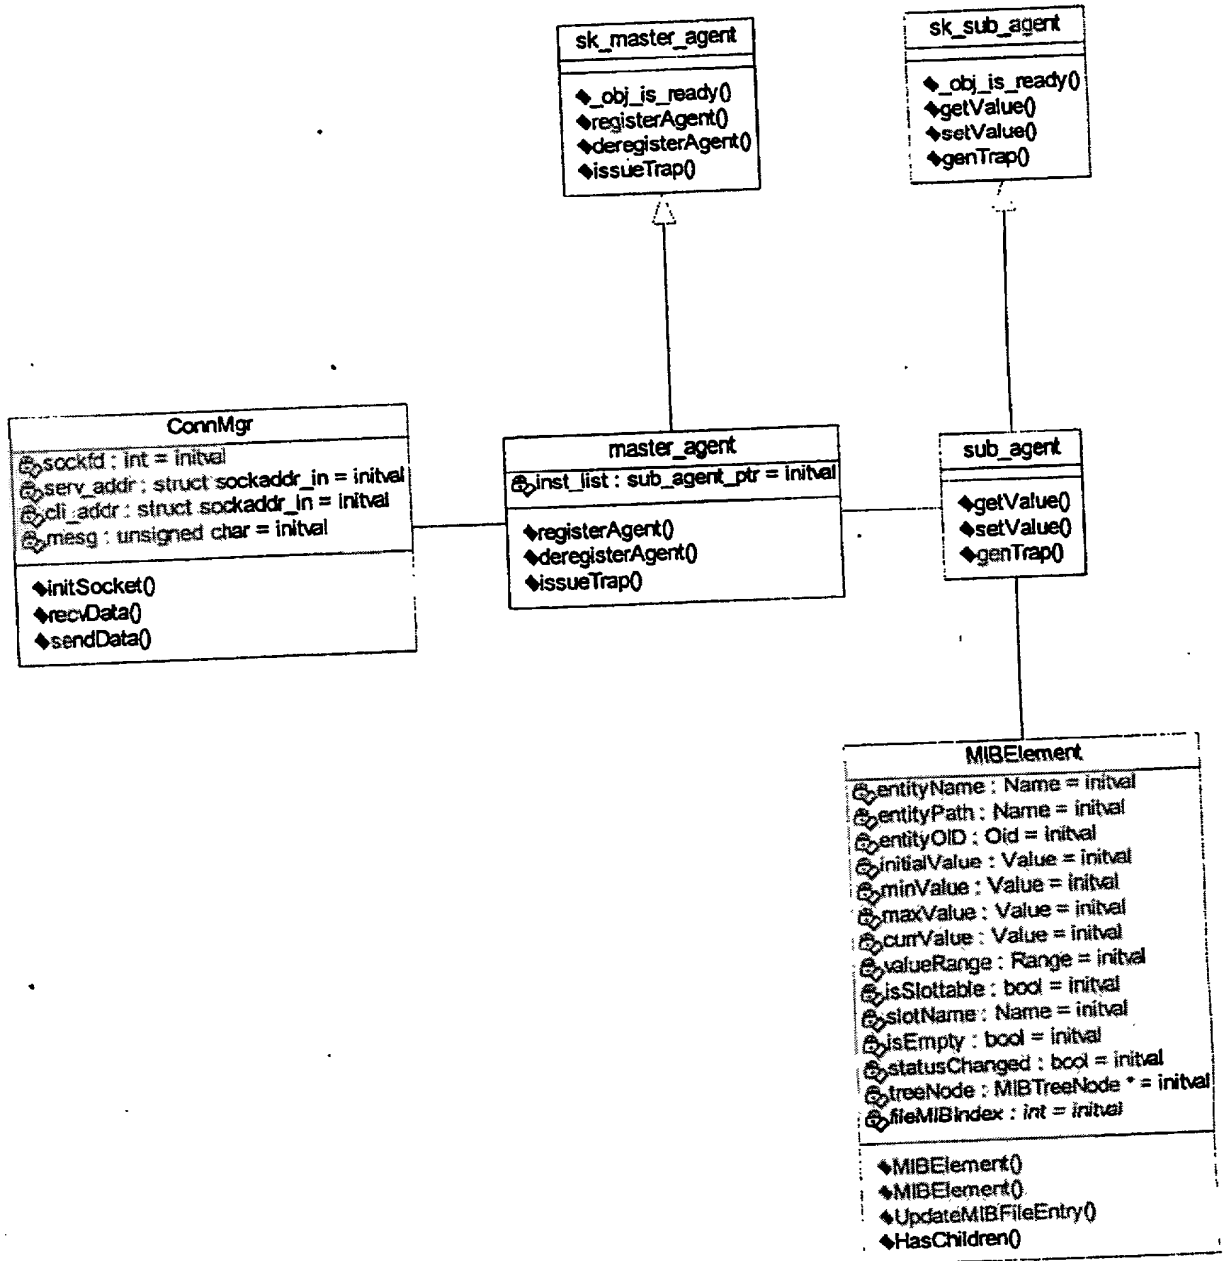 sk_master_agent
_obj_is_ready()
registerAgent()
deregisterAgent()
issueTrap()
sk_sub_agent
_obj_is_ready()
getValue()
setValue()
genTrap()
ConnMgr
sockfd : int = initval
serv_addr : struct sockaddr_in = initval
cli_addr : struct sockaddr_in = initval
mesg : unsigned char = initval
initSocket()
recvData()
sendData()
master_agent
inst_list : sub_agent_ptr = initval
registerAgent()
deregisterAgent()
issueTrap()
sub_agent
getValue()
setValue()
genTrap()
MIBElement
entityName : Name = initval
entityPath : Name = initval
entityOID : Oid = initval
initialValue : Value = initval
minValue : Value = initval
maxValue : Value = initval
currValue : Value = initval
valueRange : Range = initval
isSlottable : bool = initval
slotName : Name = initval
isEmpty : bool = initval
statusChanged : bool = initval
treeNode : MIBTreeNode * = initval
fileMIBIndex : int = initval
MIBElement()
MIBElement()
UpdateMIBFileEntry()
HasChildren()